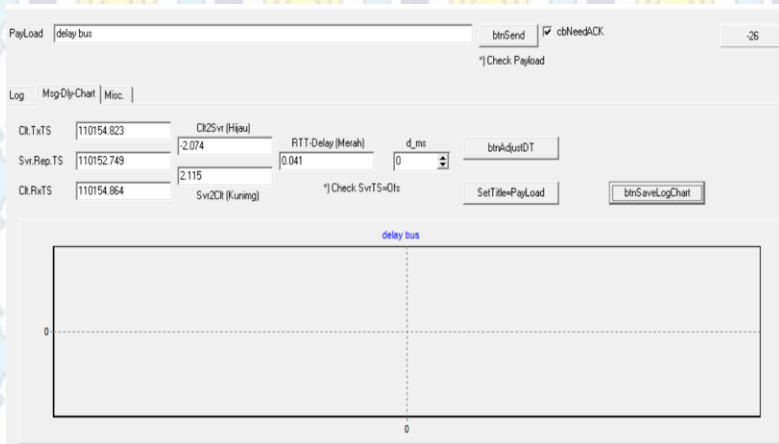 PayLoad delay bus btnSend cbNeedACK -26
*) Check Payload
Log Msg-Dly-Chart Misc.
Clt.TxTS 110154.823 Clt2Svr (Hijau)
-2.074 RTT-Delay (Merah) d_ms
Svr.Rep.TS 110152.749 0.041 0 btnAdjustDT
2.115
Clt.RxTS 110154.864 Svr2Clt (Kunimg) *) Check SvrTS=Ofs SetTitle=PayLoad btnSaveLogChart
delay bus
0
0